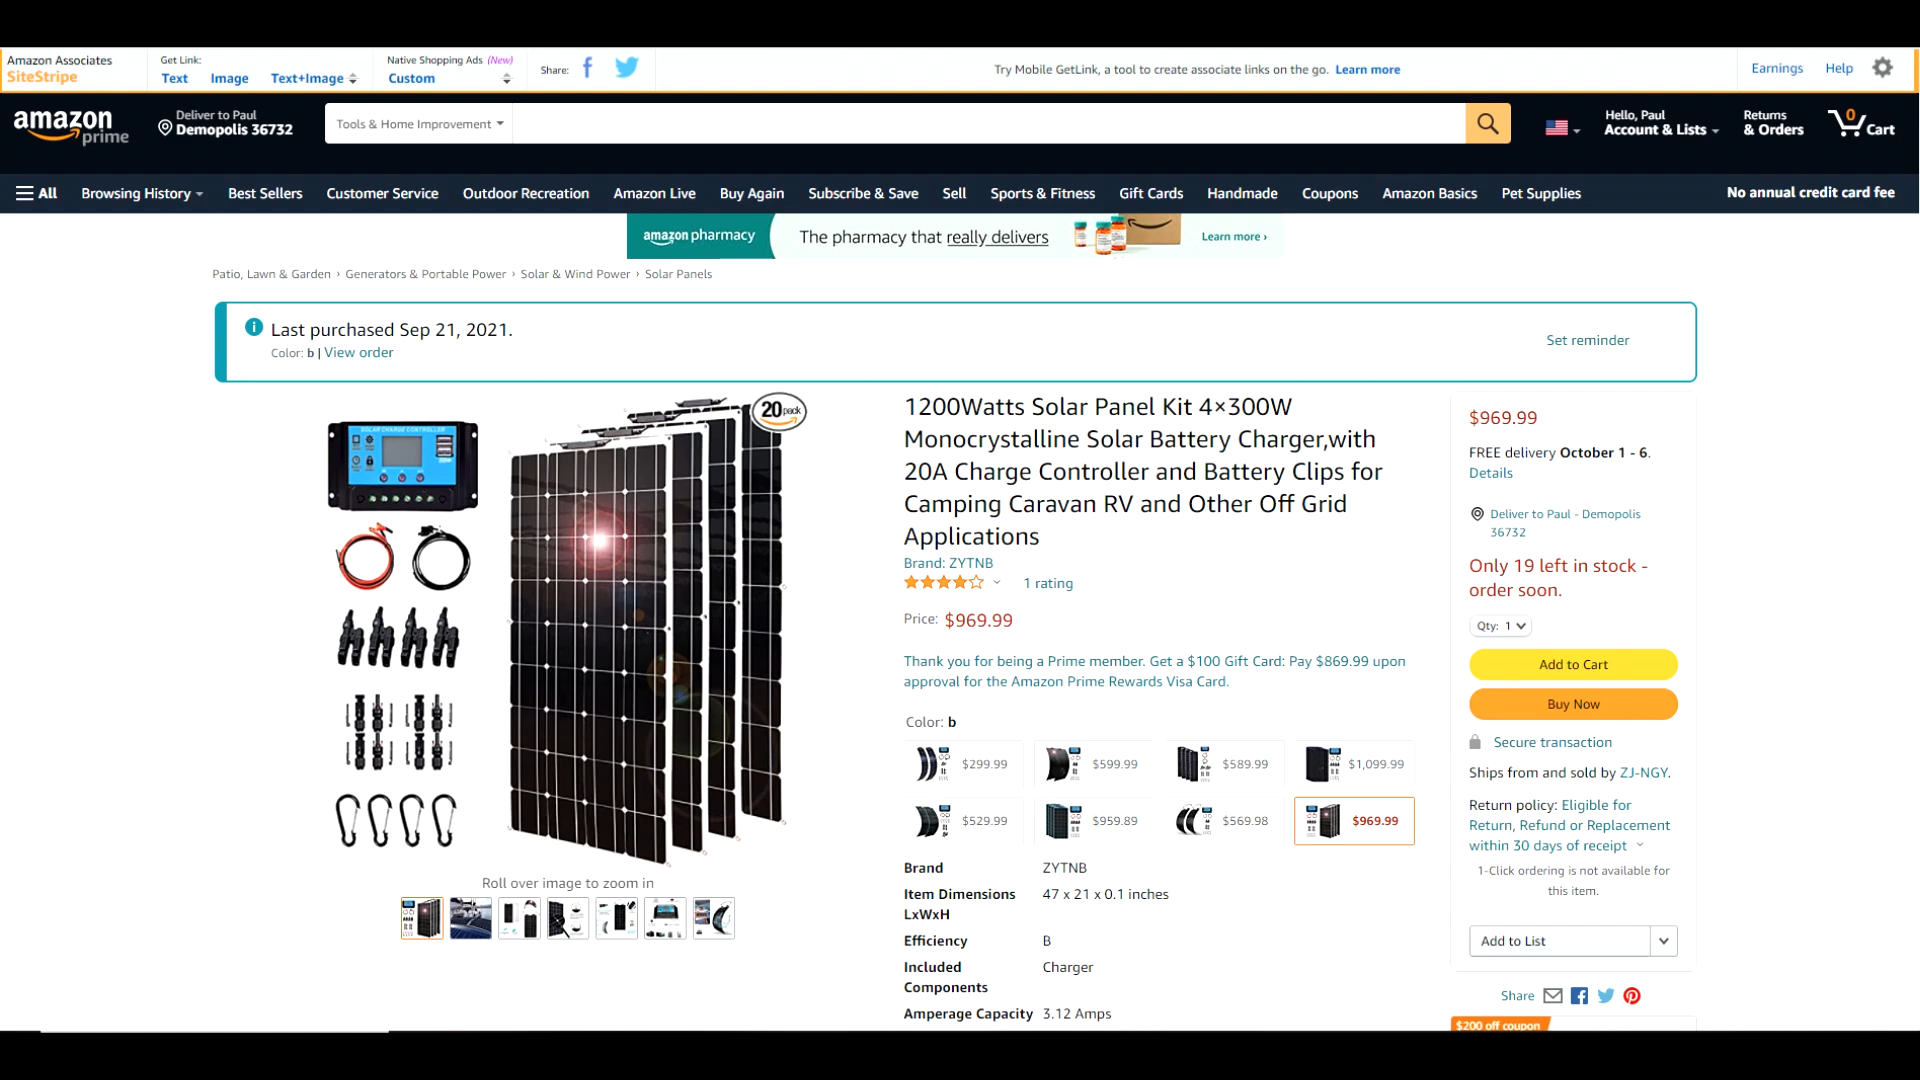 Amazon Associates
SiteStripe
Get Link:
Text Image Text+Image
Native Shopping Ads (New)
Custom
Share:
Try Mobile GetLink, a tool to create associate links on the go. Learn more
Earnings Help
amazon prime
Deliver to Paul
Demopolis 36732
Tools & Home Improvement
Hello, Paul
Account & Lists
Returns
& Orders
0
Cart
All Browsing History Best Sellers Customer Service Outdoor Recreation Amazon Live Buy Again Subscribe & Save Sell Sports & Fitness Gift Cards Handmade Coupons Amazon Basics Pet Supplies No annual credit card fee
amazon pharmacy The pharmacy that really delivers Learn more ›
Patio, Lawn & Garden › Generators & Portable Power › Solar & Wind Power › Solar Panels
Last purchased Sep 21, 2021.
Color: b | View order
Set reminder
20 pack
SOLAR CHARGE CONTROLLER
Roll over image to zoom in
1200Watts Solar Panel Kit 4×300W
Monocrystalline Solar Battery Charger,with
20A Charge Controller and Battery Clips for
Camping Caravan RV and Other Off Grid
Applications
Brand: ZYTNB
1 rating
Price: $969.99
Thank you for being a Prime member. Get a $100 Gift Card: Pay $869.99 upon
approval for the Amazon Prime Rewards Visa Card.
Color: b
$299.99 $599.99 $589.99 $1,099.99
$529.99 $959.89 $569.98 $969.99
Brand ZYTNB
Item Dimensions 47 x 21 x 0.1 inches
LxWxH
Efficiency B
Included Charger
Components
Amperage Capacity 3.12 Amps
$969.99
FREE delivery October 1 - 6.
Details
Deliver to Paul - Demopolis
36732
Only 19 left in stock -
order soon.
Qty: 1
Add to Cart
Buy Now
Secure transaction
Ships from and sold by ZJ-NGY.
Return policy: Eligible for
Return, Refund or Replacement
within 30 days of receipt
1-Click ordering is not available for
this item.
Add to List
Share
$200 off coupon